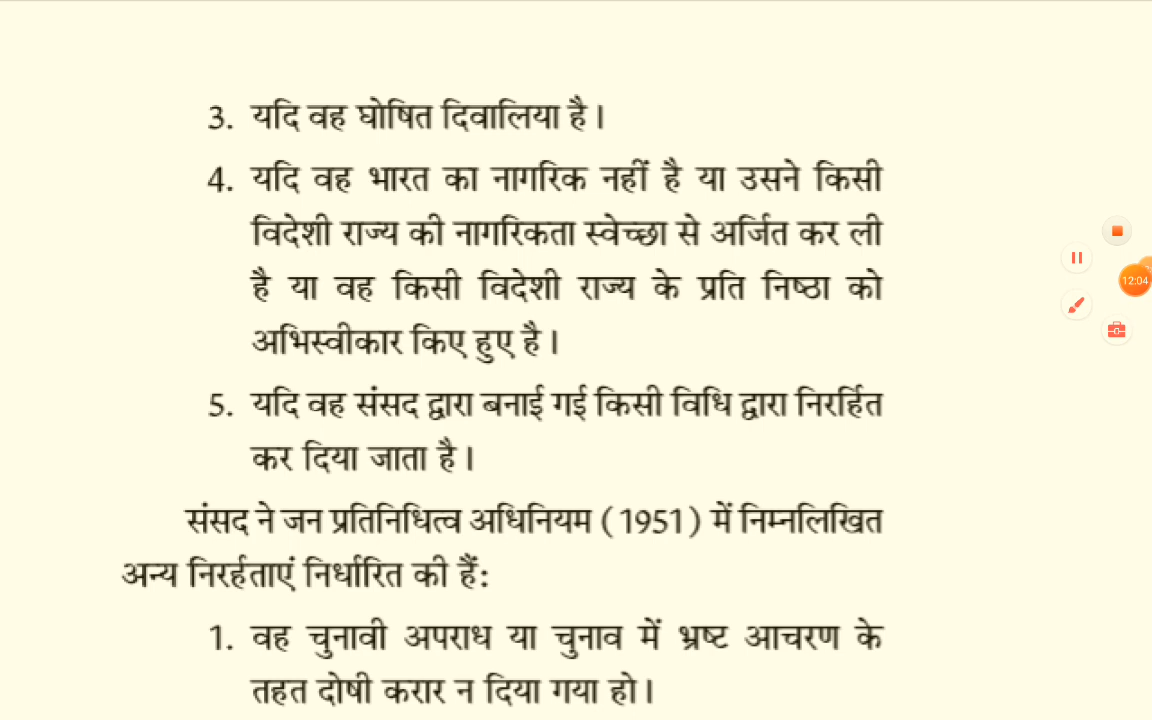 3. यदि वह घोषित दिवालिया है।
4. यदि वह भारत का नागरिक नहीं है या उसने किसी
विदेशी राज्य की नागरिकता स्वेच्छा से अर्जित कर ली
है या वह किसी विदेशी राज्य के प्रति निष्ठा को
अभिस्वीकार किए हुए है।
5. यदि वह संसद द्वारा बनाई गई किसी विधि द्वारा निरर्हित
कर दिया जाता है।
संसद ने जन प्रतिनिधित्व अधिनियम (1951) में निम्नलिखित
अन्य निरर्हताएं निर्धारित की हैं:
1. वह चुनावी अपराध या चुनाव में भ्रष्ट आचरण के
तहत दोषी करार न दिया गया हो।
12:04